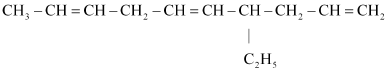 CH₃ − CH = CH − CH₂ − CH = CH − CH − CH₂ − CH = CH₂
|
C₂H₅